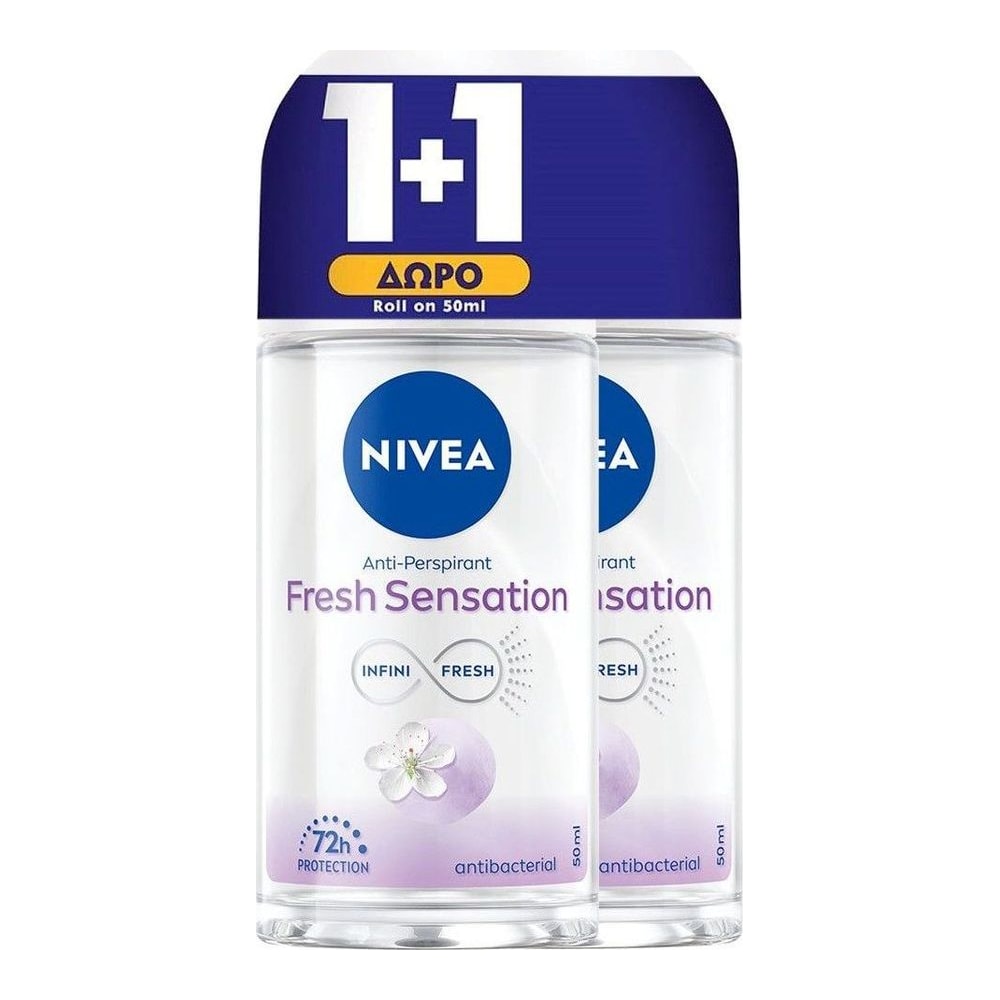 1+1
ΔΩΡΟ
Roll on 50ml
NIVEA
Anti-Perspirant
Fresh Sensation
INFINI FRESH
72h
PROTECTION
antibacterial
50 ml
EA
irant
nsation
RESH
antibacterial
50 ml